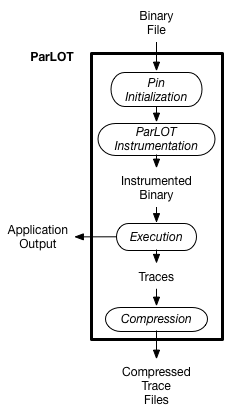 Binary
File
ParLOT
Pin
Initialization
ParLOT
Instrumentation
Instrumented
Binary
Application
Output
Execution
Traces
Compression
Compressed
Trace
Files